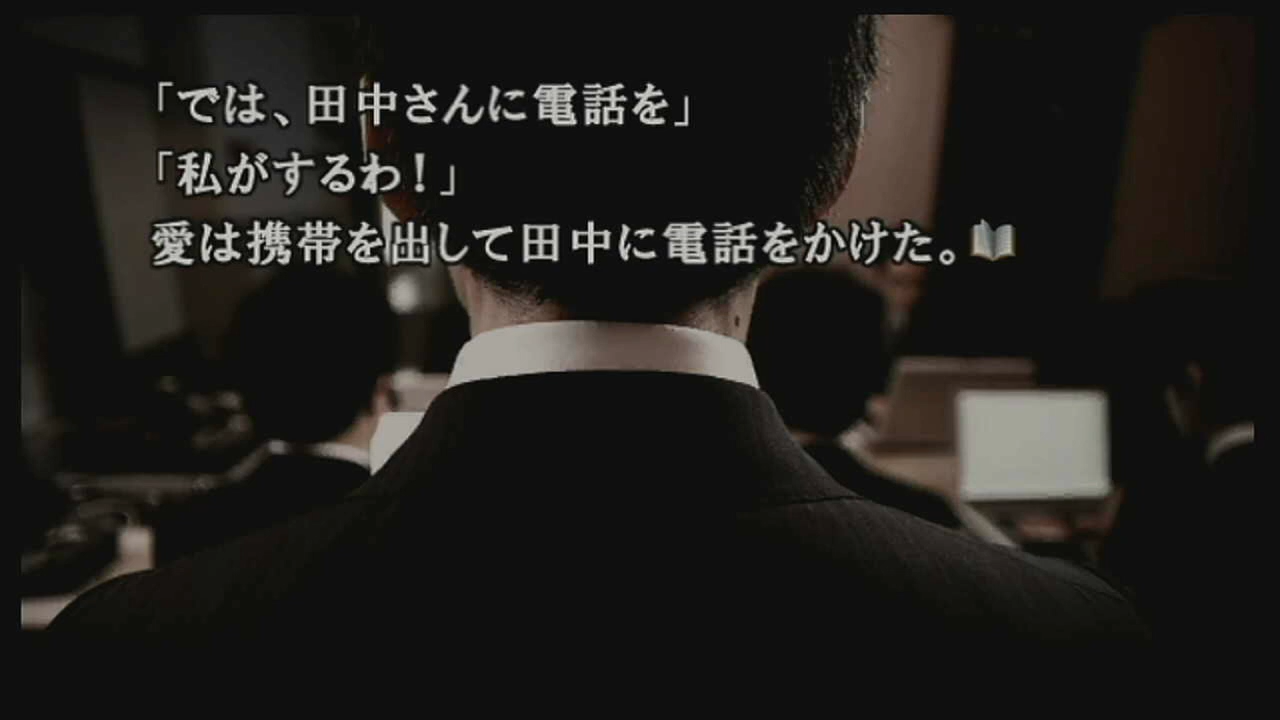 「では、田中さんに電話を」
「私がするわ！」
愛は携帯を出して田中に電話をかけた。